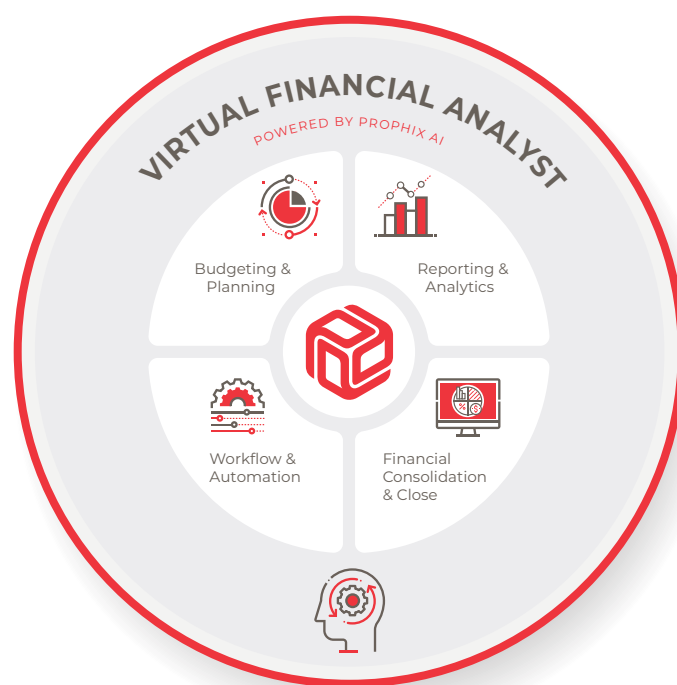 VIRTUAL FINANCIAL ANALYST
POWERED BY PROPHIX AI
Budgeting &
Planning
Reporting &
Analytics
Workflow &
Automation
Financial
Consolidation
& Close